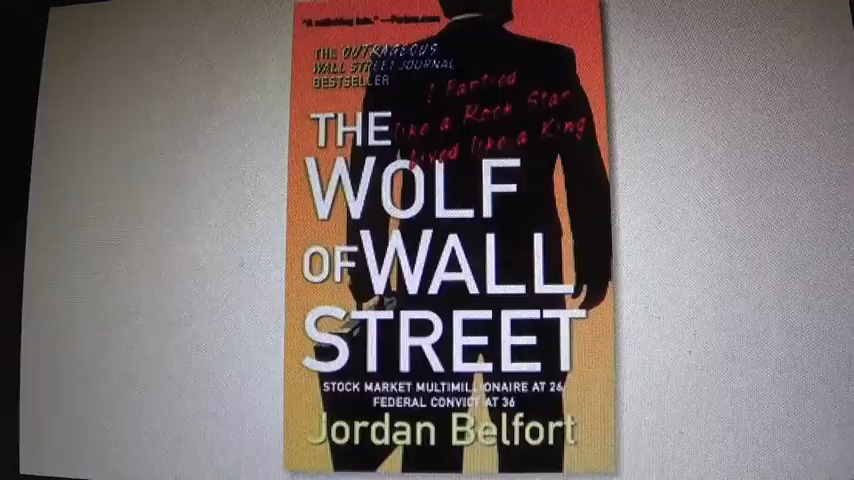 "A rollicking tale." —Forbes.com
THE OUTRAGEOUS
WALL STREET JOURNAL
BESTSELLER
I Partied
like a Rock Star
Lived like a King
THE
WOLF
OF WALL
STREET
STOCK MARKET MULTIMILLIONAIRE AT 26
FEDERAL CONVICT AT 36
Jordan Belfort